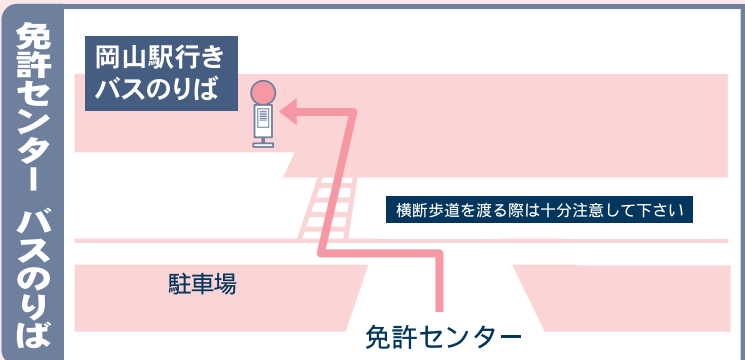 免許センター バスのりば
岡山駅行き
バスのりば
横断歩道を渡る際は十分注意して下さい
駐車場
免許センター